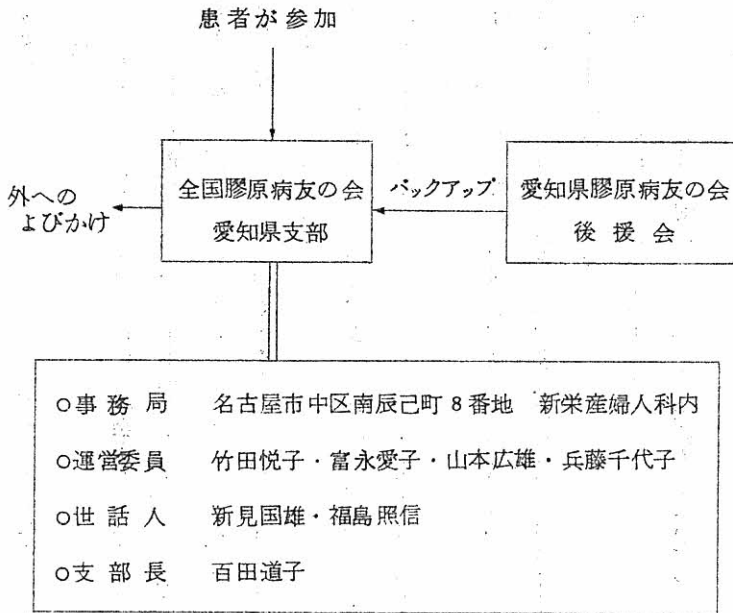 患者が参加
全国膠原病友の会
愛知県支部
外への
よびかけ
バックアップ
愛知県膠原病友の会
後援会
○事務局 名古屋市中区南辰己町8番地 新栄産婦人科内
○運営委員 竹田悦子・富永愛子・山本広雄・兵藤千代子
○世話人 新見国雄・福島照信
○支部長 百田道子